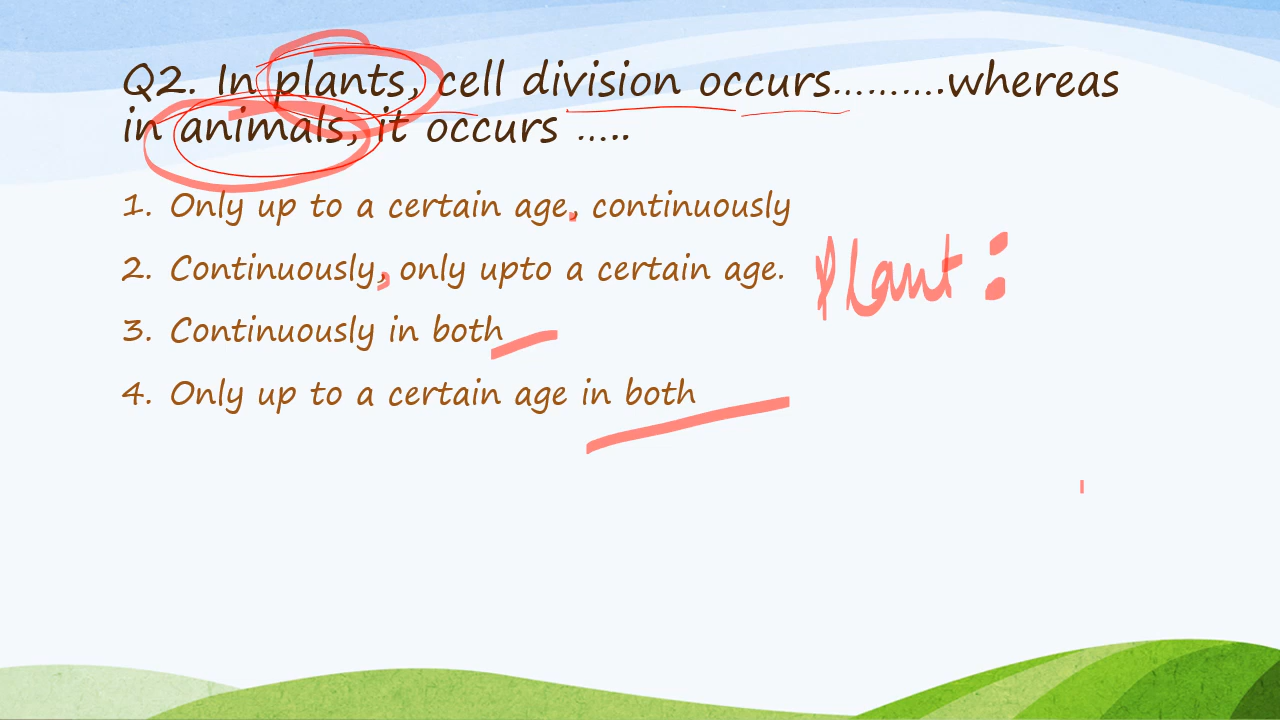 Q2. In plants, cell division occurs……….whereas
in animals, it occurs …..
1. Only up to a certain age, continuously
2. Continuously, only upto a certain age.
Plant :
3. Continuously in both
4. Only up to a certain age in both